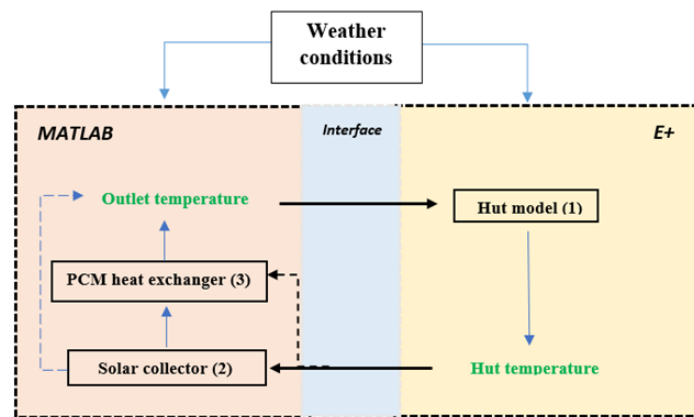 Weather
conditions
MATLAB
Interface
E+
Outlet temperature
Hut model (1)
PCM heat exchanger (3)
Solar collector (2)
Hut temperature